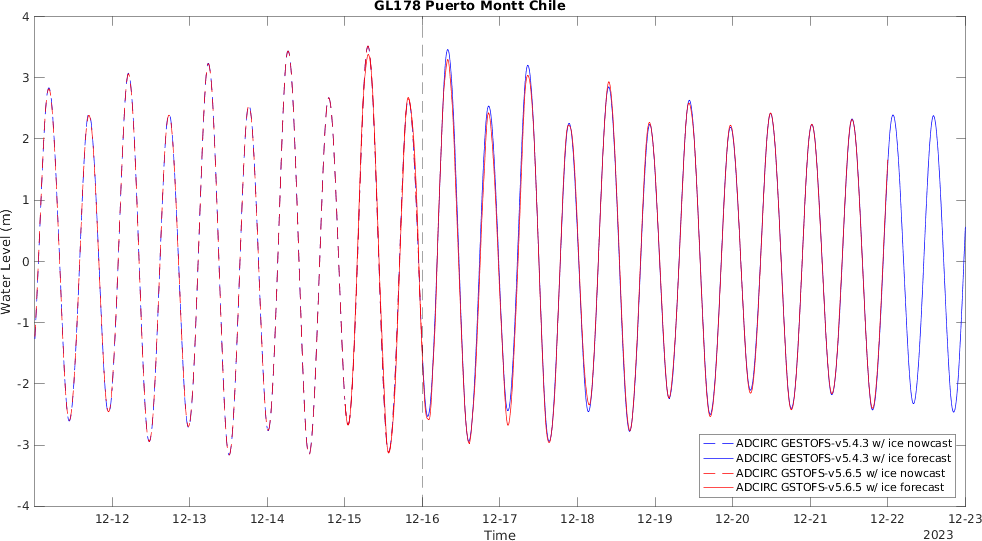 GL178 Puerto Montt Chile
4
3
2
1
0
-1
-2
-3
-4
Water Level (m)
ADCIRC GESTOFS-v5.4.3 w/ ice nowcast
ADCIRC GESTOFS-v5.4.3 w/ ice forecast
ADCIRC GSTOFS-v5.6.5 w/ ice nowcast
ADCIRC GSTOFS-v5.6.5 w/ ice forecast
12-12 12-13 12-14 12-15 12-16 12-17 12-18 12-19 12-20 12-21 12-22 12-23
Time
2023